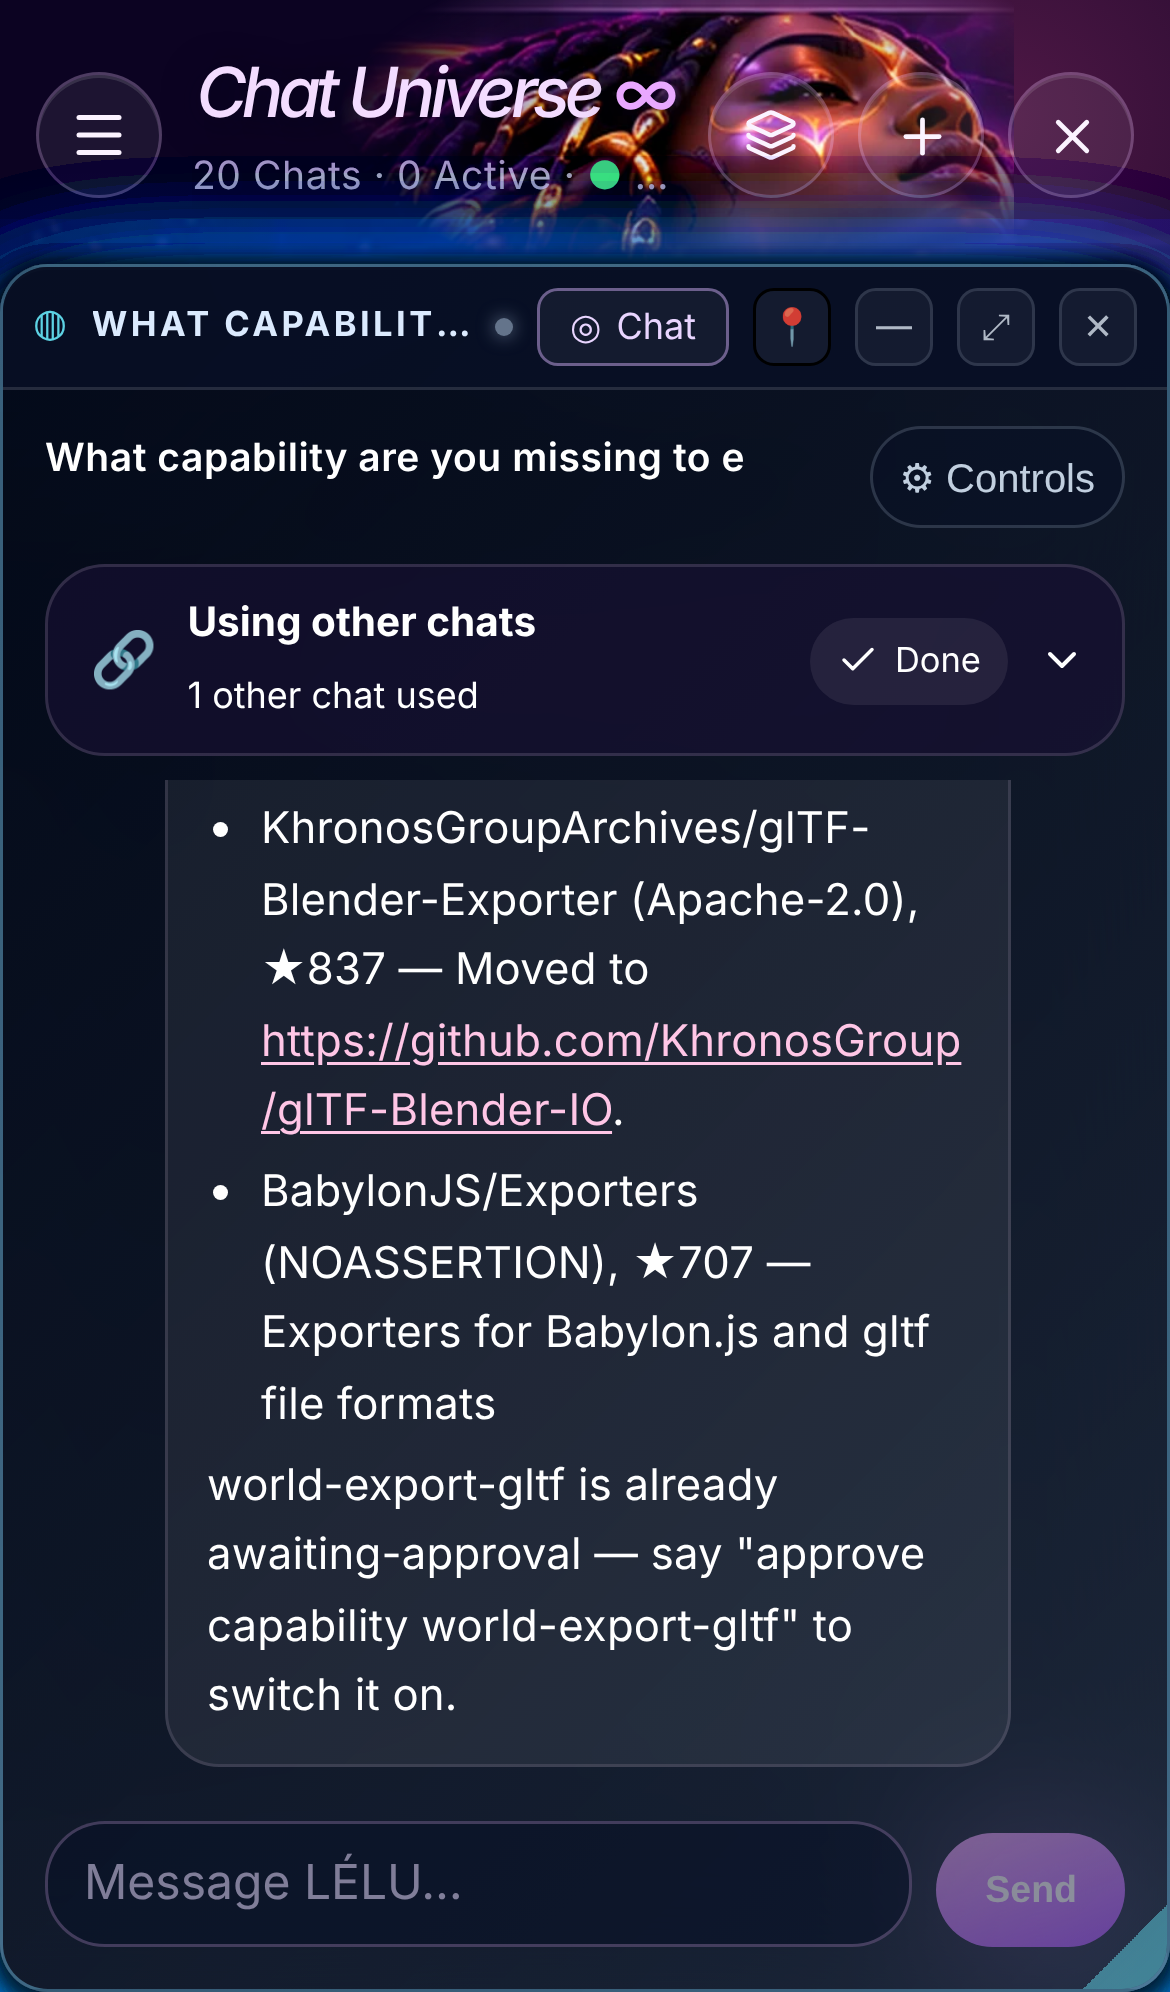 Chat Universe ∞
20 Chats · 0 Active · ...
WHAT CAPABILIT...
Chat
What capability are you missing to e
Controls
Using other chats
1 other chat used
Done
• KhronosGroupArchives/glTF-
Blender-Exporter (Apache-2.0),
★837 — Moved to
https://github.com/KhronosGroup
/glTF-Blender-IO.
• BabylonJS/Exporters
(NOASSERTION), ★707 —
Exporters for Babylon.js and gltf
file formats
world-export-gltf is already
awaiting-approval — say "approve
capability world-export-gltf" to
switch it on.
Message LÉLU...
Send